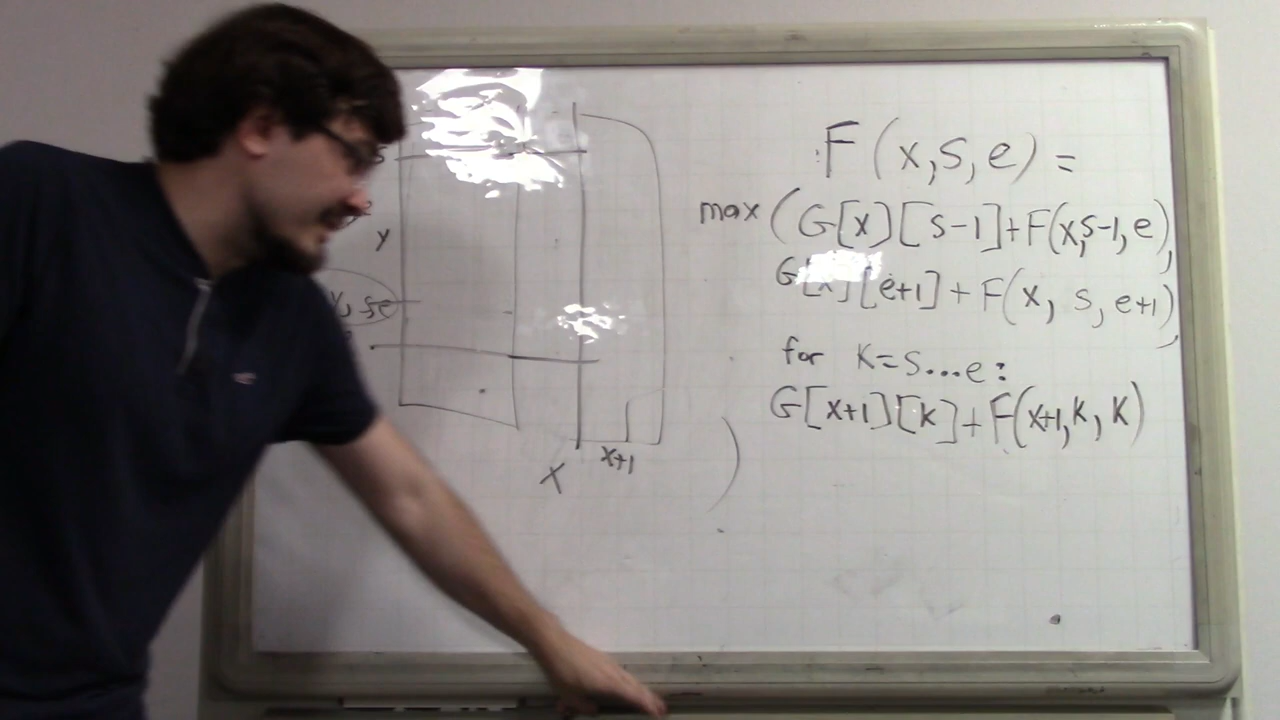 F(x,s,e) =
max(G[x][s-1]+F(x,s-1,e),
G[x][e+1]+F(x, s, e+1),
for K=s...e:
G[x+1][K]+F(x+1,K,K)
)
y
x
x+1